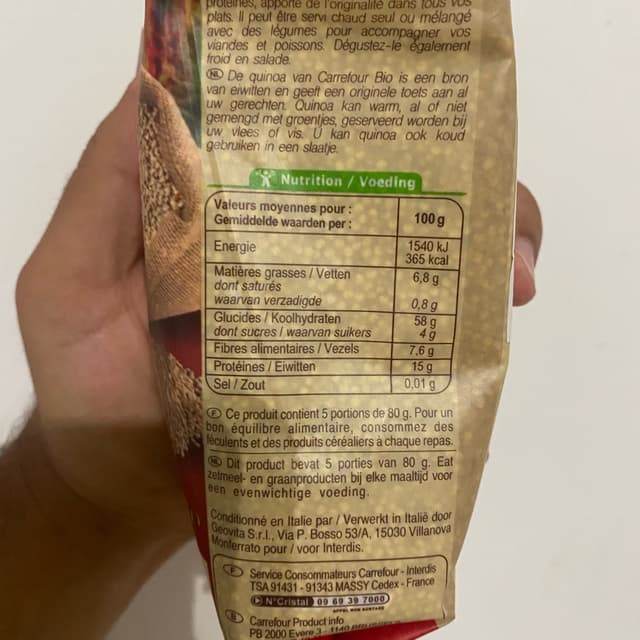 protéines, apporte de l'originalité dans tous vos
plats. Il peut être servi chaud seul ou mélangé
avec des légumes pour accompagner vos
viandes et poissons. Dégustez-le également
froid en salade.
NL De quinoa van Carrefour Bio is een bron
van eiwitten en geeft een originele toets aan al
uw gerechten. Quinoa kan warm, al of niet
gemengd met groentjes, geserveerd worden bij
uw vlees of vis. U kan quinoa ook koud
gebruiken in een slaatje.
Nutrition / Voeding
Valeurs moyennes pour :
Gemiddelde waarden per : 100 g
Energie 1540 kJ
365 kcal
Matières grasses / Vetten 6,8 g
dont saturés
waarvan verzadigde 0,8 g
Glucides / Koolhydraten 58 g
dont sucres / waarvan suikers 4 g
Fibres alimentaires / Vezels 7,6 g
Protéines / Eiwitten 15 g
Sel / Zout 0,01 g
F Ce produit contient 5 portions de 80 g. Pour un
bon équilibre alimentaire, consommez des
féculents et des produits céréaliers à chaque repas.
NL Dit product bevat 5 porties van 80 g. Eat
zetmeel- en graanproducten bij elke maaltijd voor
een evenwichtige voeding.
Conditionné en Italie par / Verwerkt in Italië door
Geovita S.r.l., Via P. Bosso 53/A, 15030 Villanova
Monferrato pour / voor Interdis.
F Service Consommateurs Carrefour - Interdis
TSA 91431 - 91343 MASSY Cedex - France
N°Cristal 09 69 39 7000
APPEL NON SURTAXE
B Carrefour Product info
PB 2000 Evere 3 - 1140